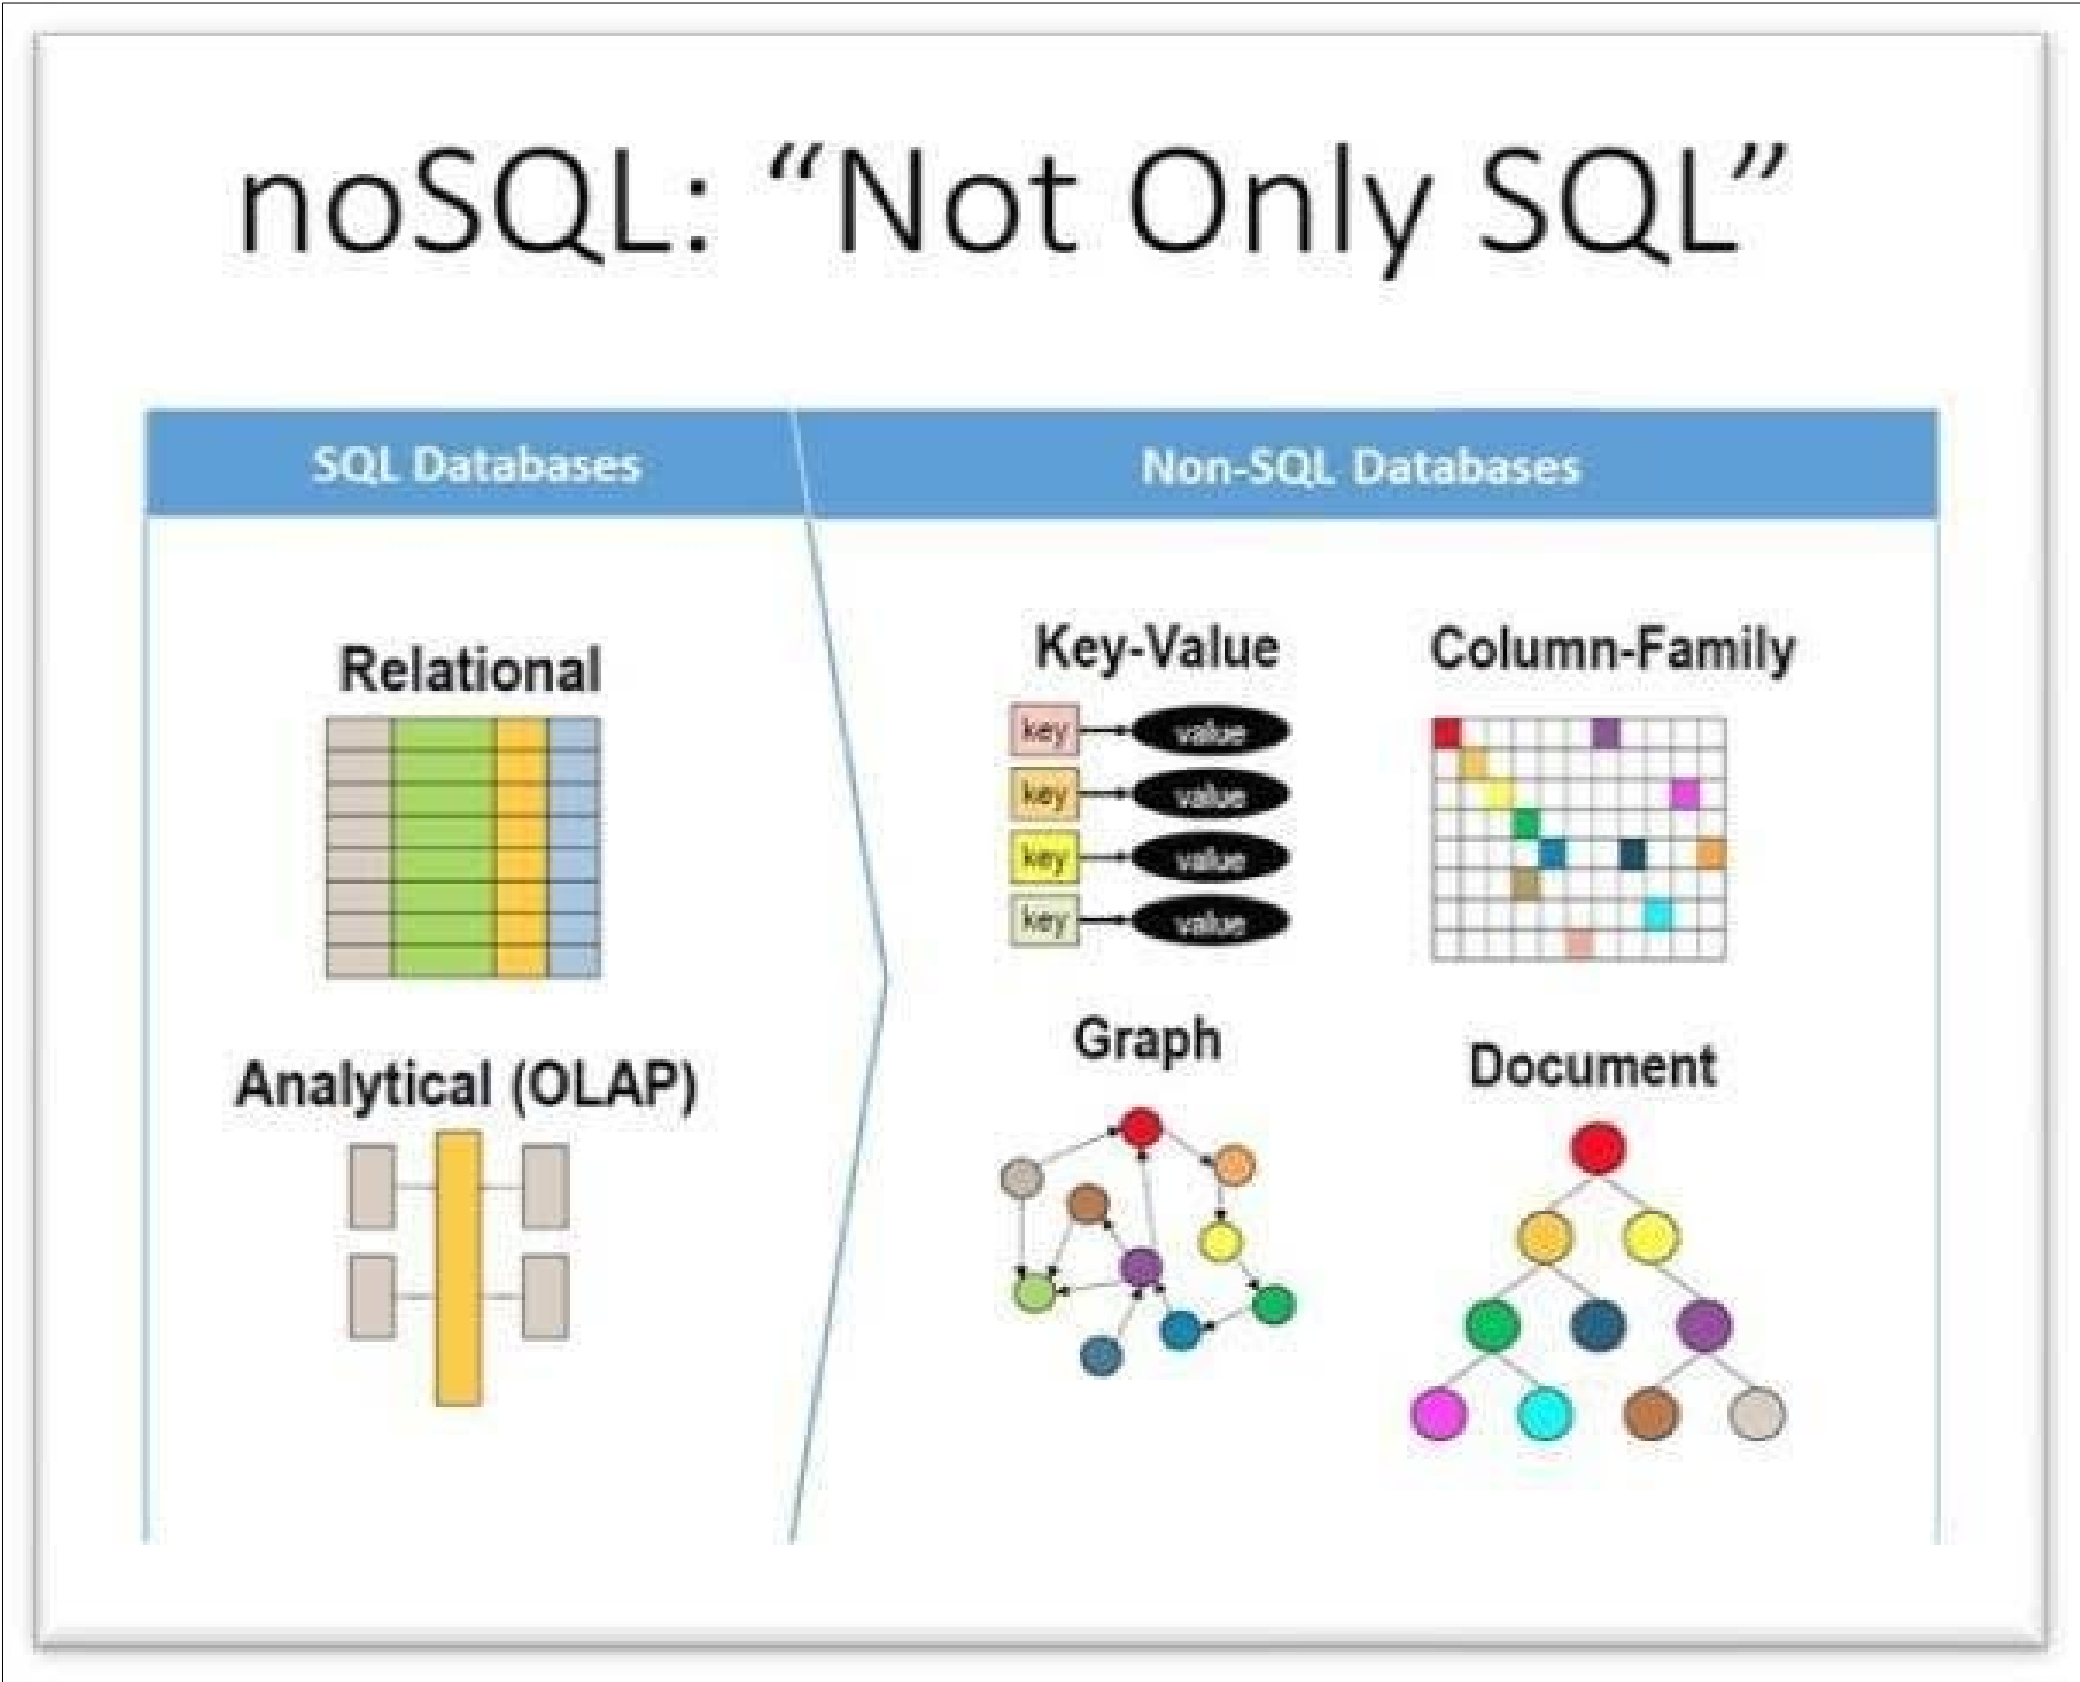 noSQL: “Not Only SQL”
SQL Databases
Non-SQL Databases
Relational
Analytical (OLAP)
Key-Value
key value
key value
key value
key value
Column-Family
Graph
Document